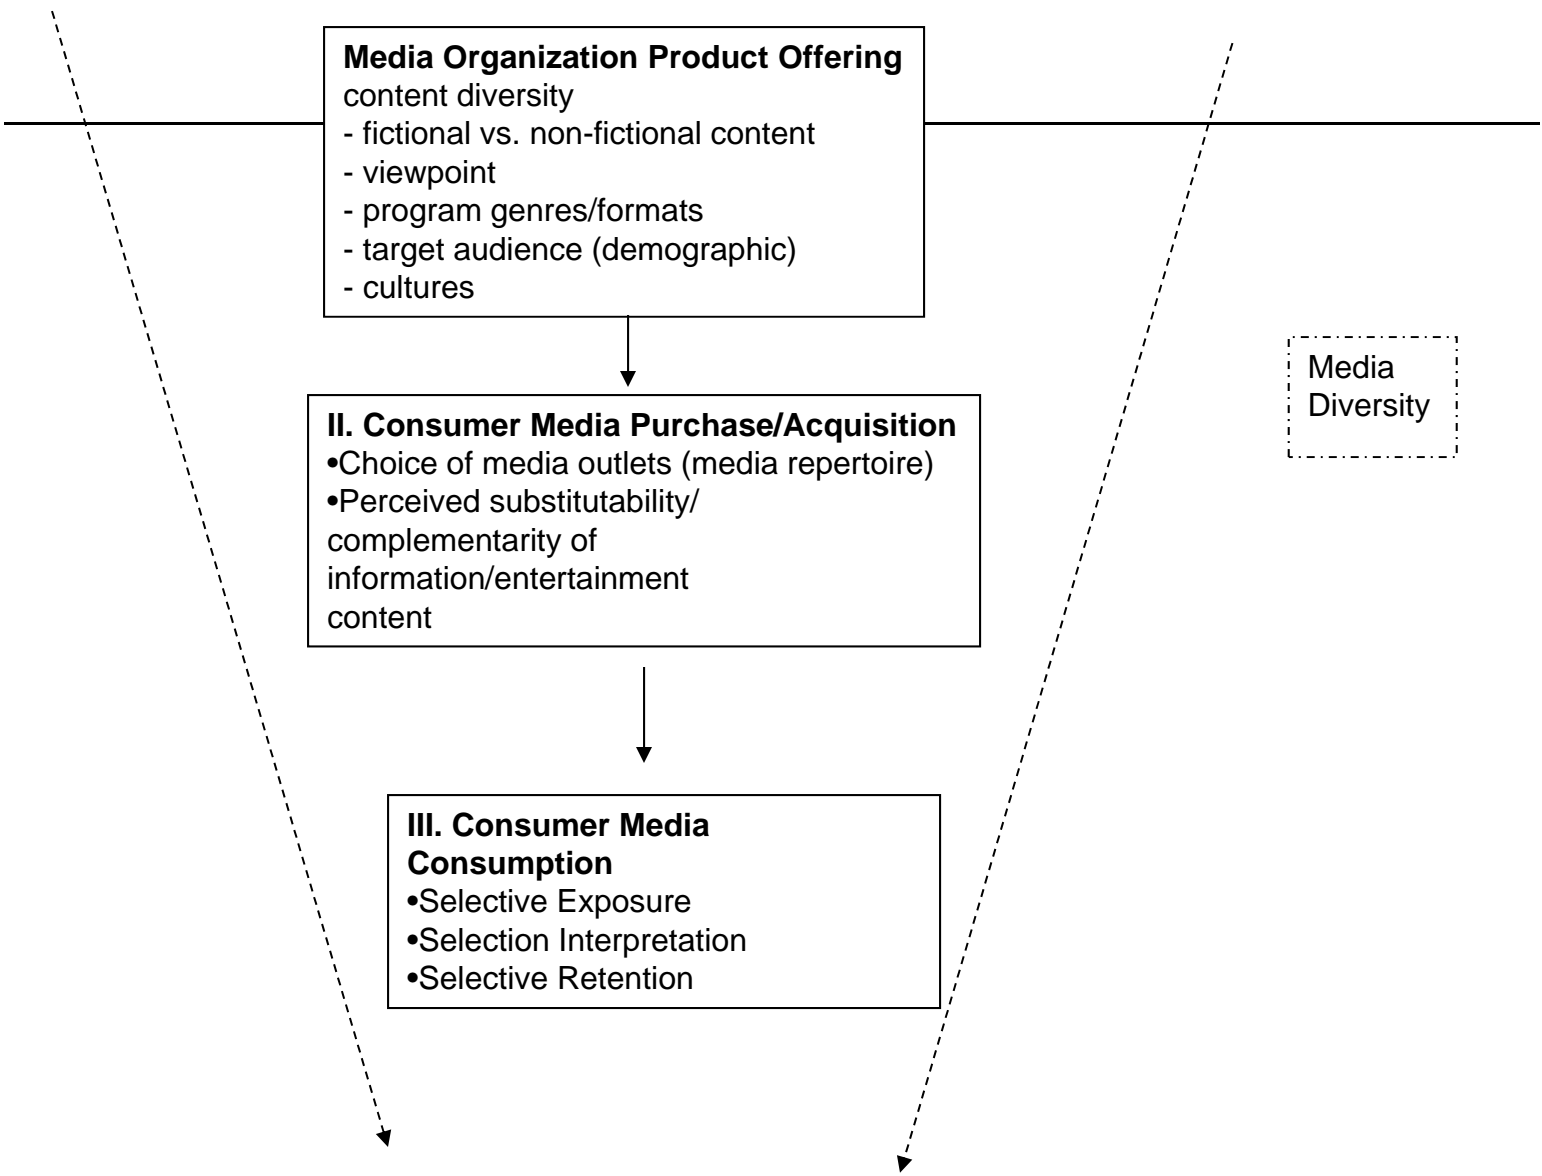 Media Organization Product Offering
content diversity
- fictional vs. non-fictional content
- viewpoint
- program genres/formats
- target audience (demographic)
- cultures
Media
Diversity
II. Consumer Media Purchase/Acquisition
•Choice of media outlets (media repertoire)
•Perceived substitutability/
complementarity of
information/entertainment
content
III. Consumer Media
Consumption
•Selective Exposure
•Selection Interpretation
•Selective Retention